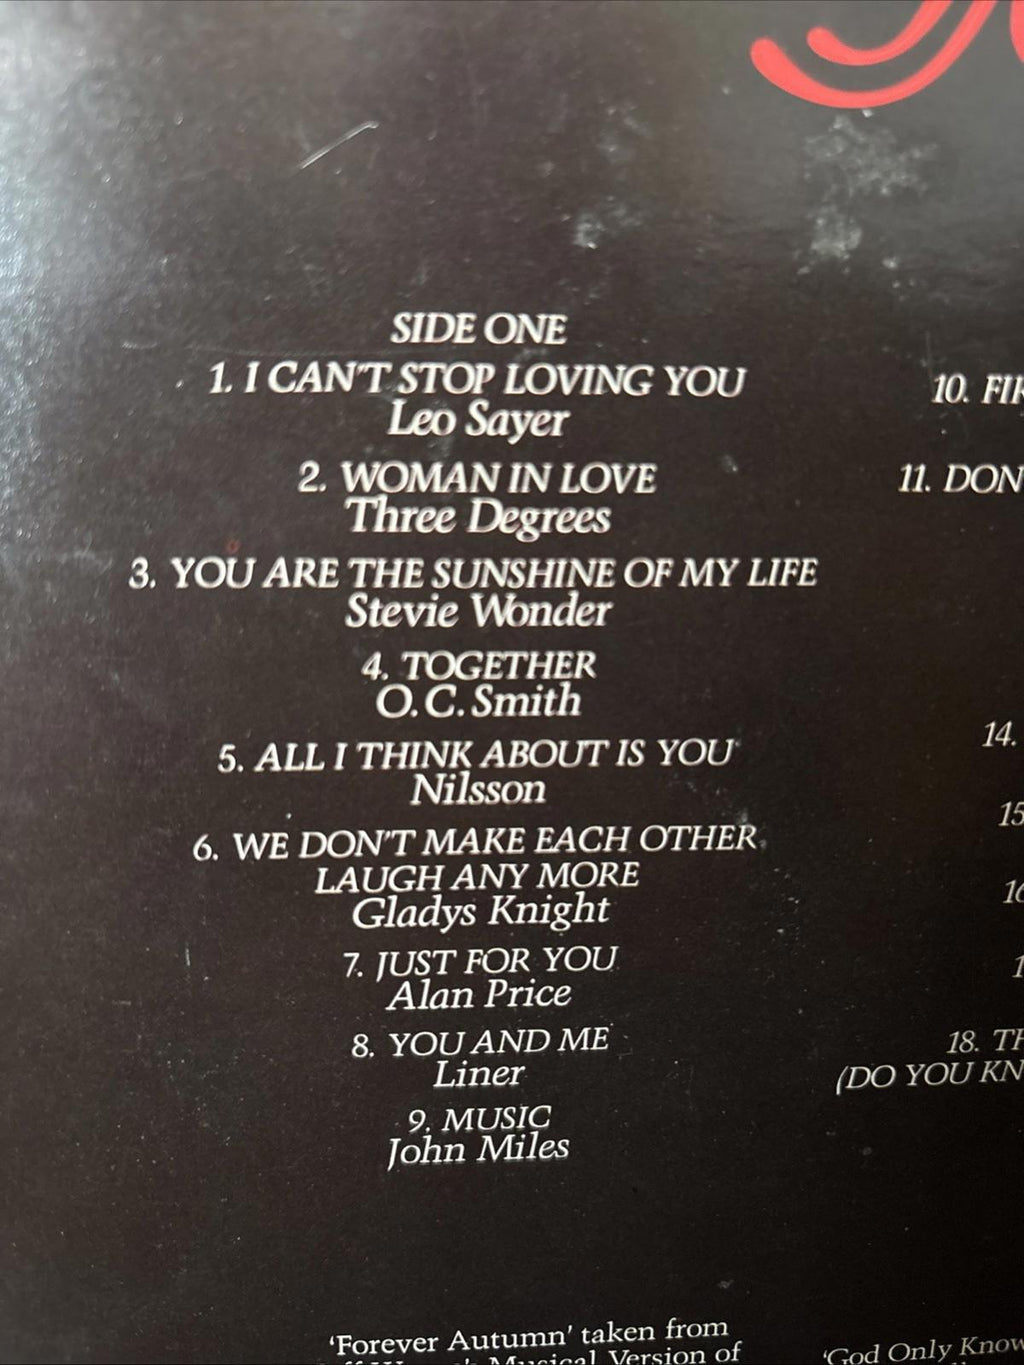 SIDE ONE
1. I CAN'T STOP LOVING YOU
Leo Sayer
2. WOMAN IN LOVE
Three Degrees
3. YOU ARE THE SUNSHINE OF MY LIFE
Stevie Wonder
4. TOGETHER
O.C. Smith
5. ALL I THINK ABOUT IS YOU
Nilsson
6. WE DON'T MAKE EACH OTHER
LAUGH ANY MORE
Gladys Knight
7. JUST FOR YOU
Alan Price
8. YOU AND ME
Liner
9. MUSIC
John Miles
'Forever Autumn' taken from
Musical Version of
10.
11. DON
14.
15
18. TH
(DO YOU KN
'God Only Know